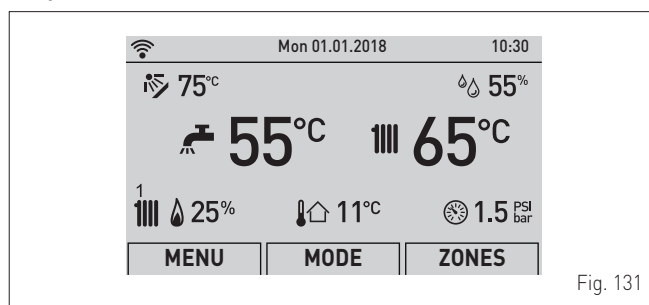 Mon 01.01.2018 10:30
75°C 55%
55°C 65°C
1
25% 11°C 1.5 PSI bar
MENU MODE ZONES
Fig. 131